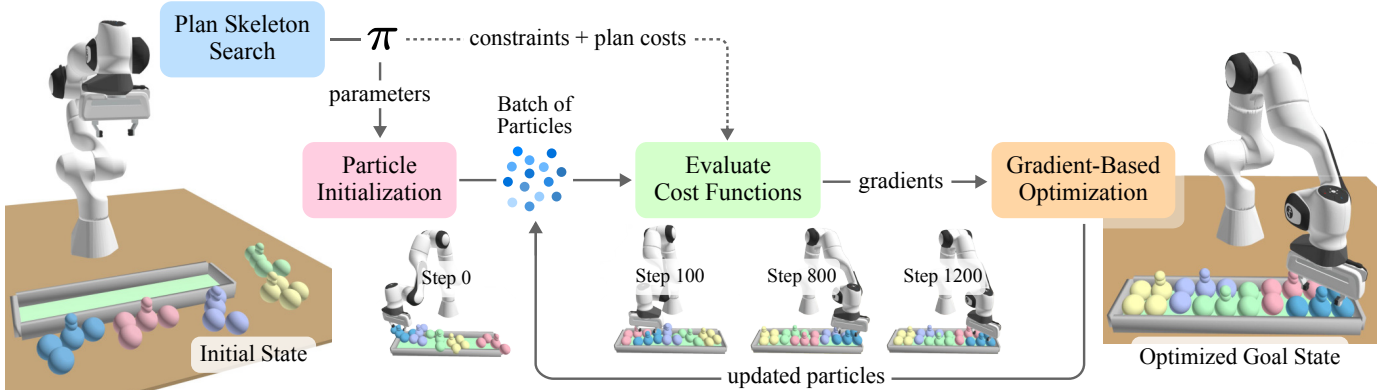 Plan Skeleton
Search
π
constraints + plan costs
parameters
Batch of
Particles
Particle
Initialization
Evaluate
Cost Functions
gradients
Gradient-Based
Optimization
Step 0
Step 100
Step 800
Step 1200
Initial State
Optimized Goal State
updated particles